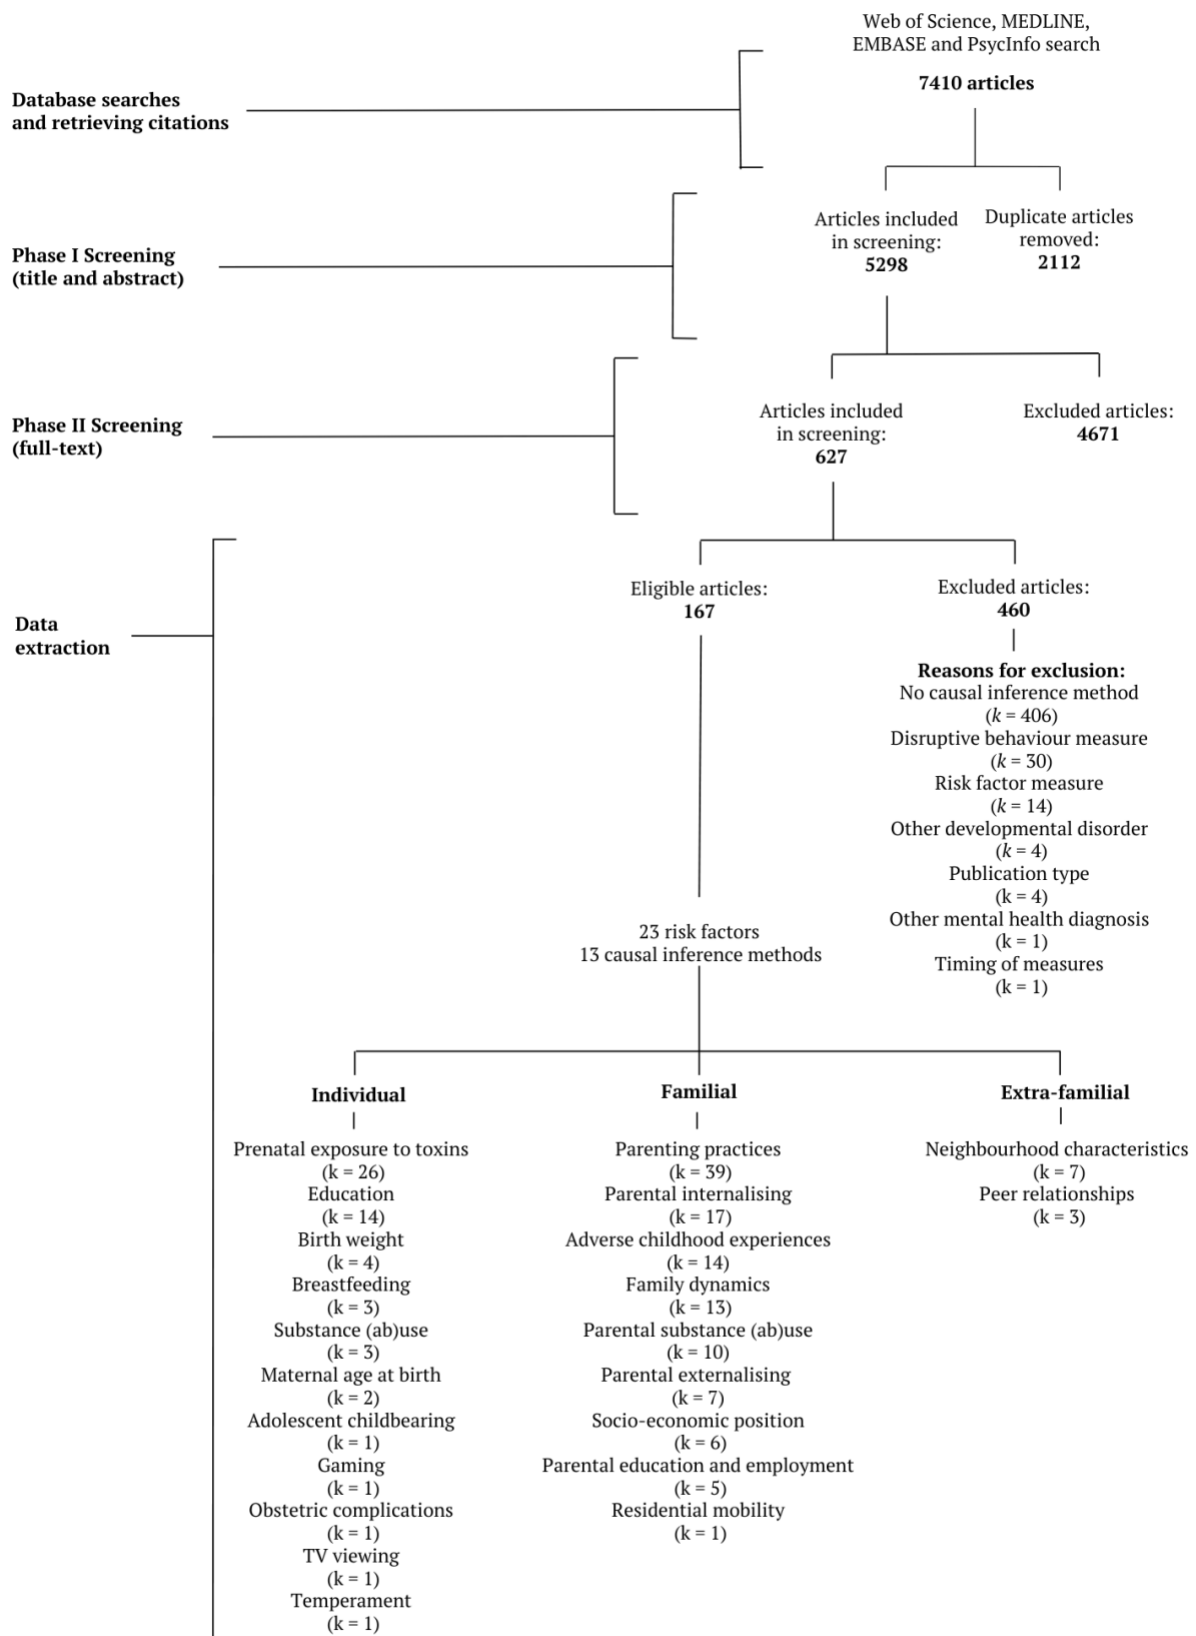 Web of Science, MEDLINE,
EMBASE and PsycInfo search
7410 articles
Database searches
and retrieving citations
Articles included
in screening:
5298
Duplicate articles
removed:
2112
Phase I Screening
(title and abstract)
Articles included
in screening:
627
Excluded articles:
4671
Phase II Screening
(full-text)
Eligible articles:
167
Excluded articles:
460
Data
extraction
Reasons for exclusion:
No causal inference method
(k = 406)
Disruptive behaviour measure
(k = 30)
Risk factor measure
(k = 14)
Other developmental disorder
(k = 4)
Publication type
(k = 4)
Other mental health diagnosis
(k = 1)
Timing of measures
(k = 1)
23 risk factors
13 causal inference methods
Individual
Prenatal exposure to toxins
(k = 26)
Education
(k = 14)
Birth weight
(k = 4)
Breastfeeding
(k = 3)
Substance (ab)use
(k = 3)
Maternal age at birth
(k = 2)
Adolescent childbearing
(k = 1)
Gaming
(k = 1)
Obstetric complications
(k = 1)
TV viewing
(k = 1)
Temperament
(k = 1)
Familial
Parenting practices
(k = 39)
Parental internalising
(k = 17)
Adverse childhood experiences
(k = 14)
Family dynamics
(k = 13)
Parental substance (ab)use
(k = 10)
Parental externalising
(k = 7)
Socio-economic position
(k = 6)
Parental education and employment
(k = 5)
Residential mobility
(k = 1)
Extra-familial
Neighbourhood characteristics
(k = 7)
Peer relationships
(k = 3)